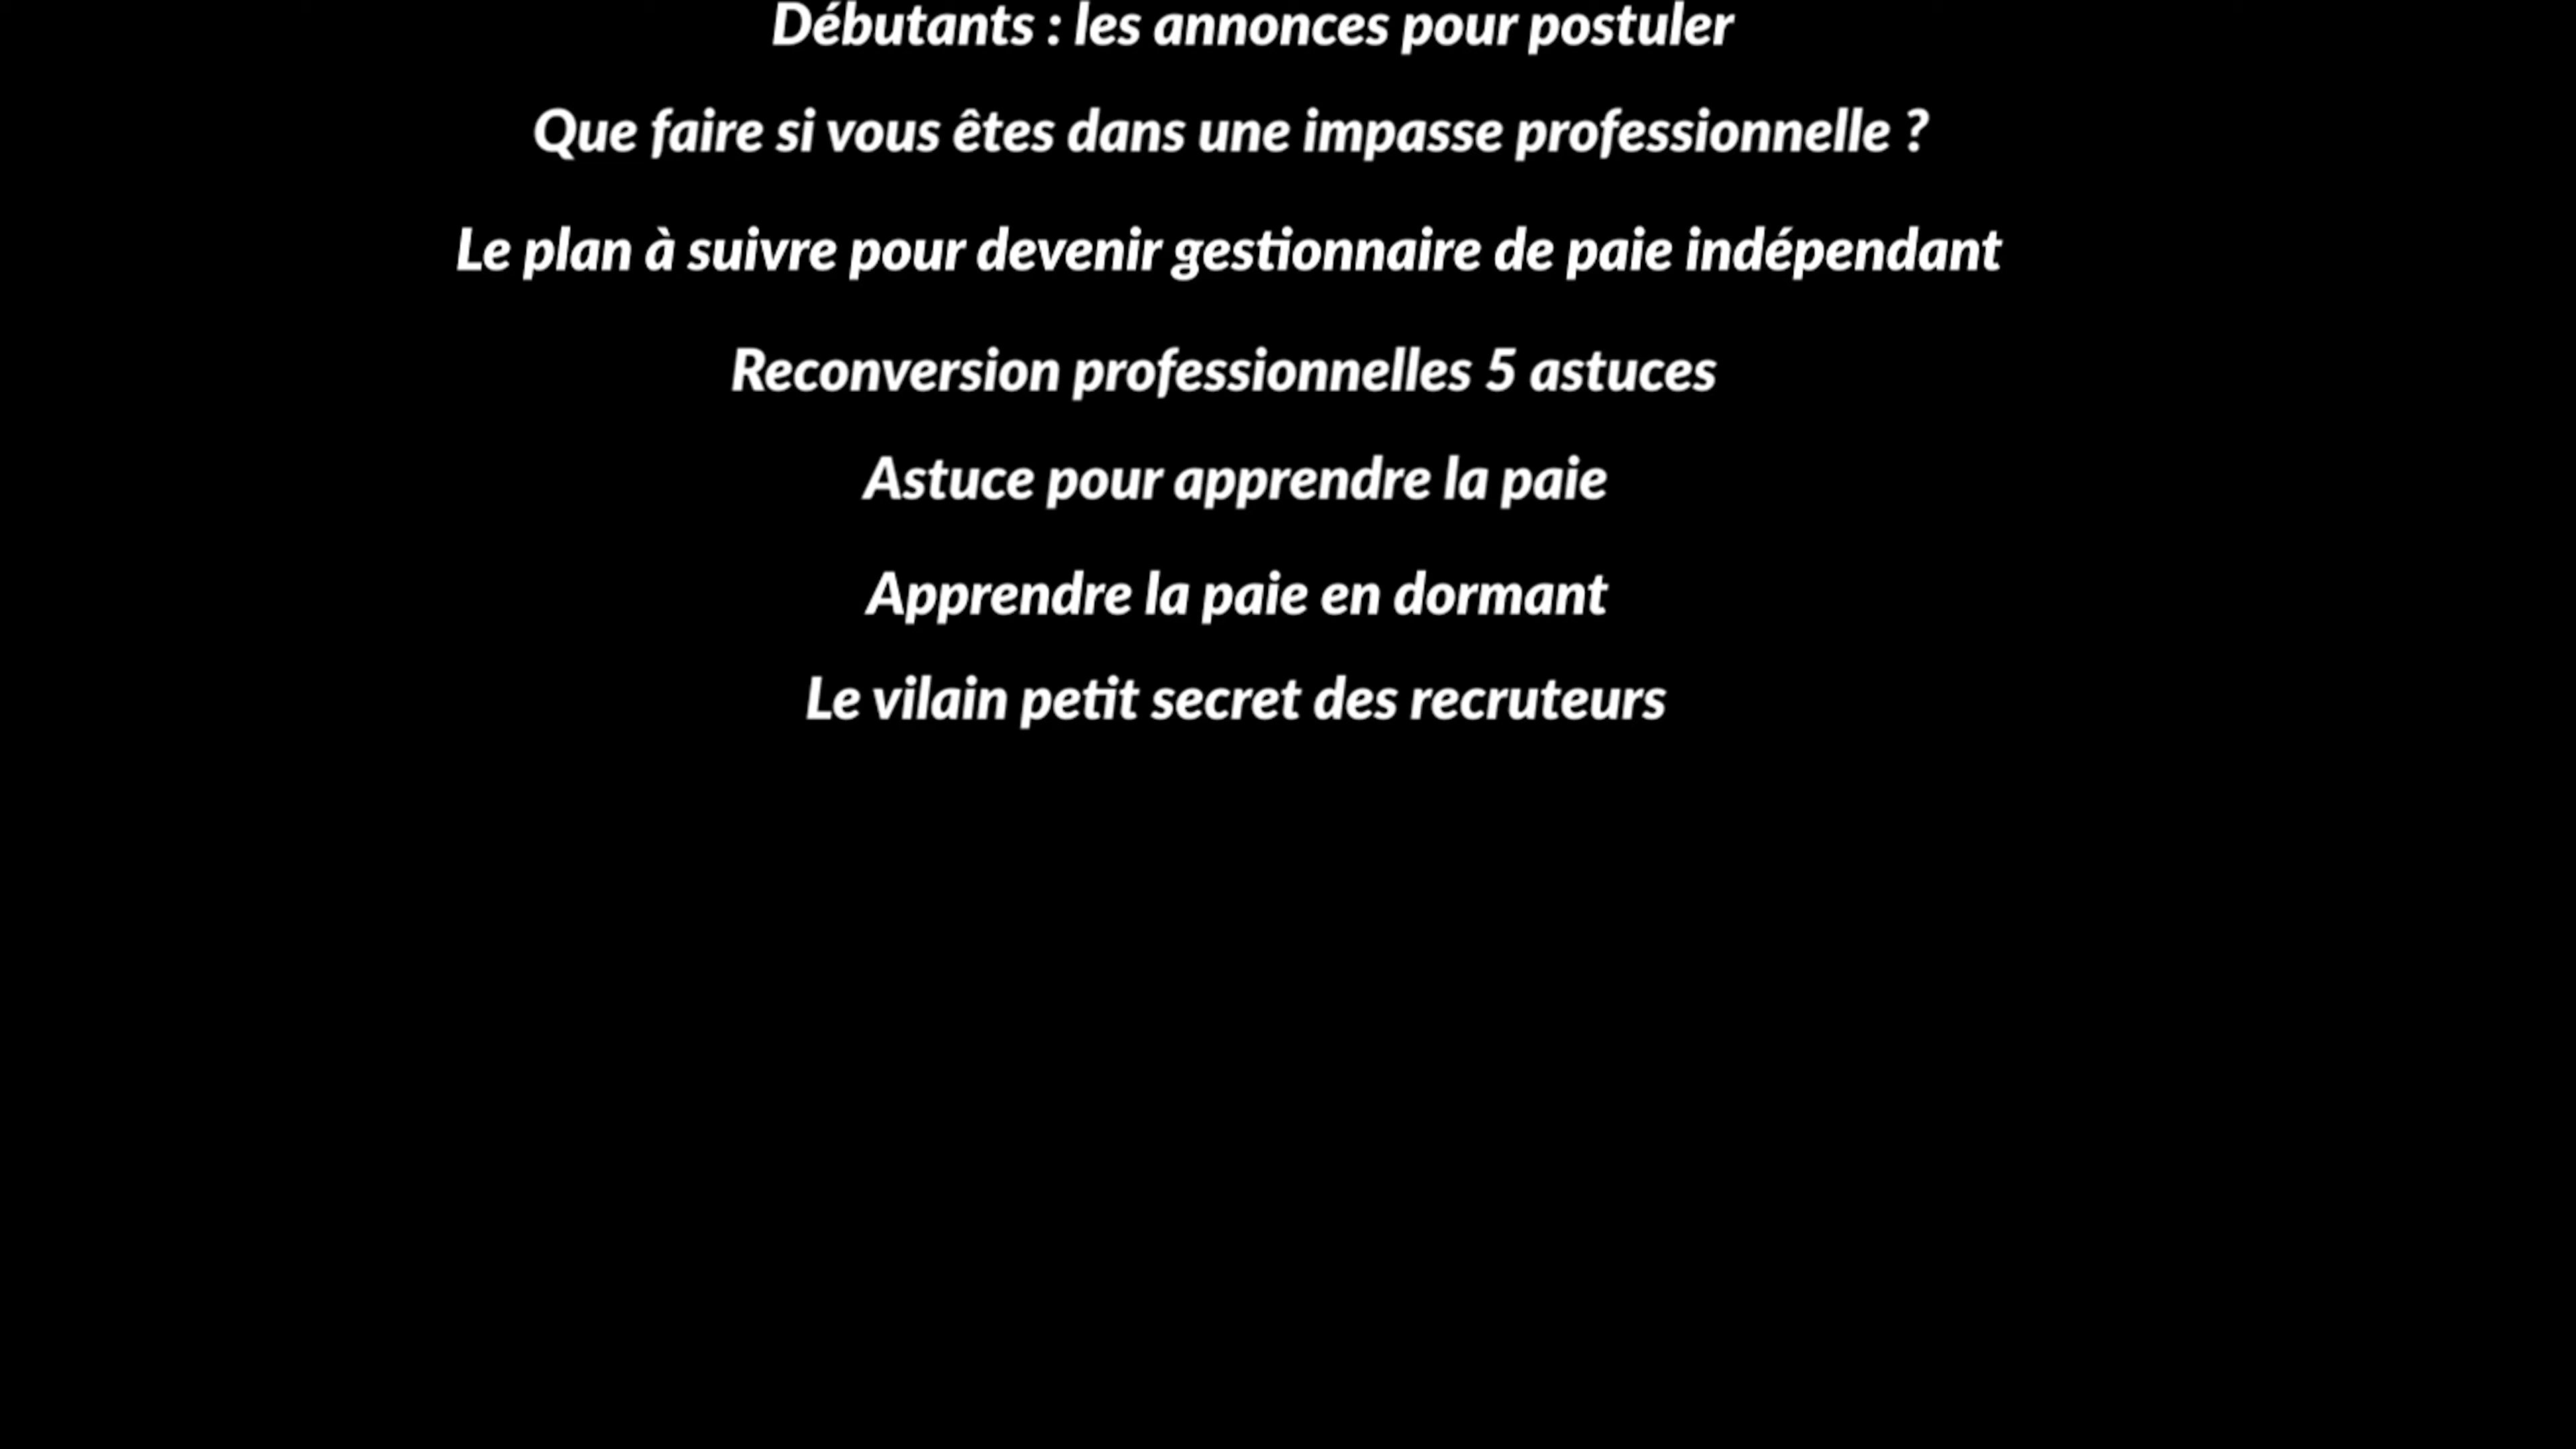 Débutants : les annonces pour postuler
Que faire si vous êtes dans une impasse professionnelle ?
Le plan à suivre pour devenir gestionnaire de paie indépendant
Reconversion professionnelles 5 astuces
Astuce pour apprendre la paie
Apprendre la paie en dormant
Le vilain petit secret des recruteurs